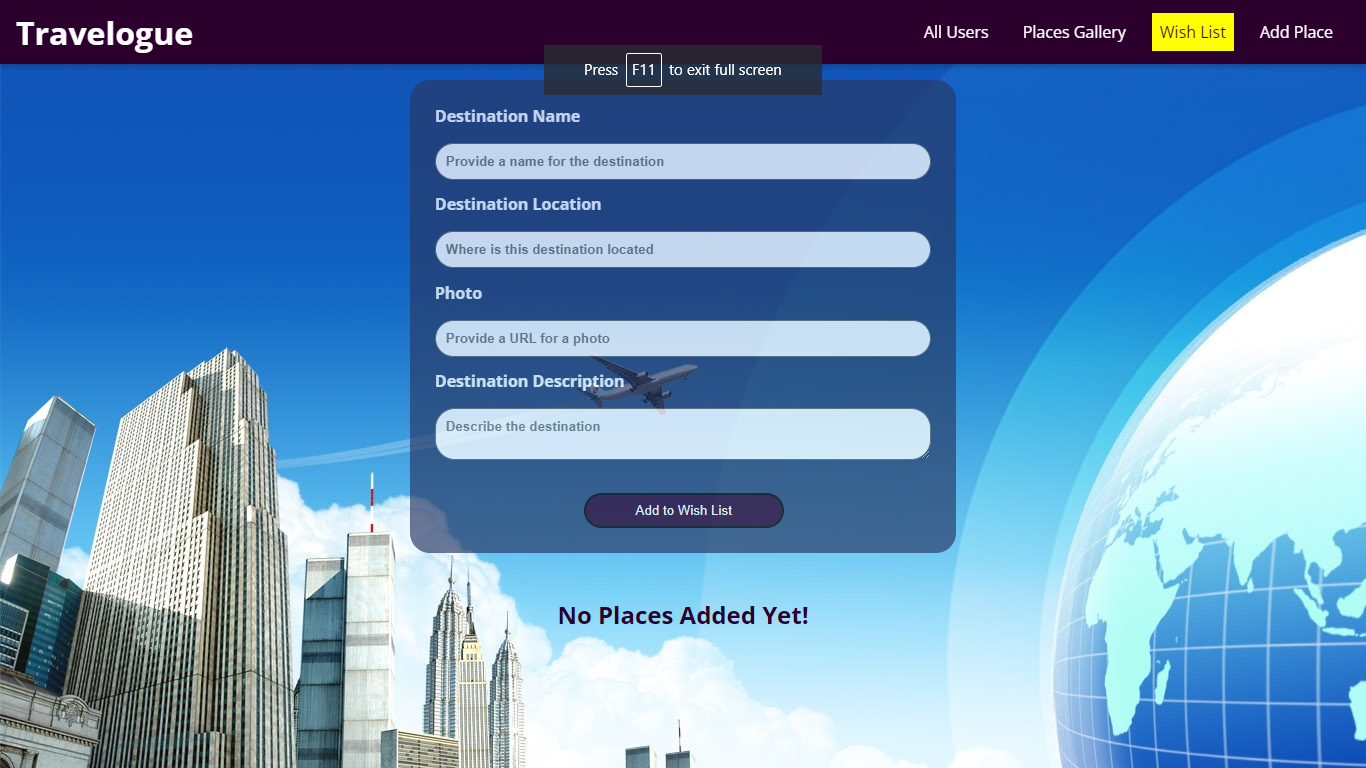 Travelogue
All Users
Places Gallery
Wish List
Add Place
Press F11 to exit full screen
Destination Name
Provide a name for the destination
Destination Location
Where is this destination located
Photo
Provide a URL for a photo
Destination Description
Describe the destination
Add to Wish List
No Places Added Yet!